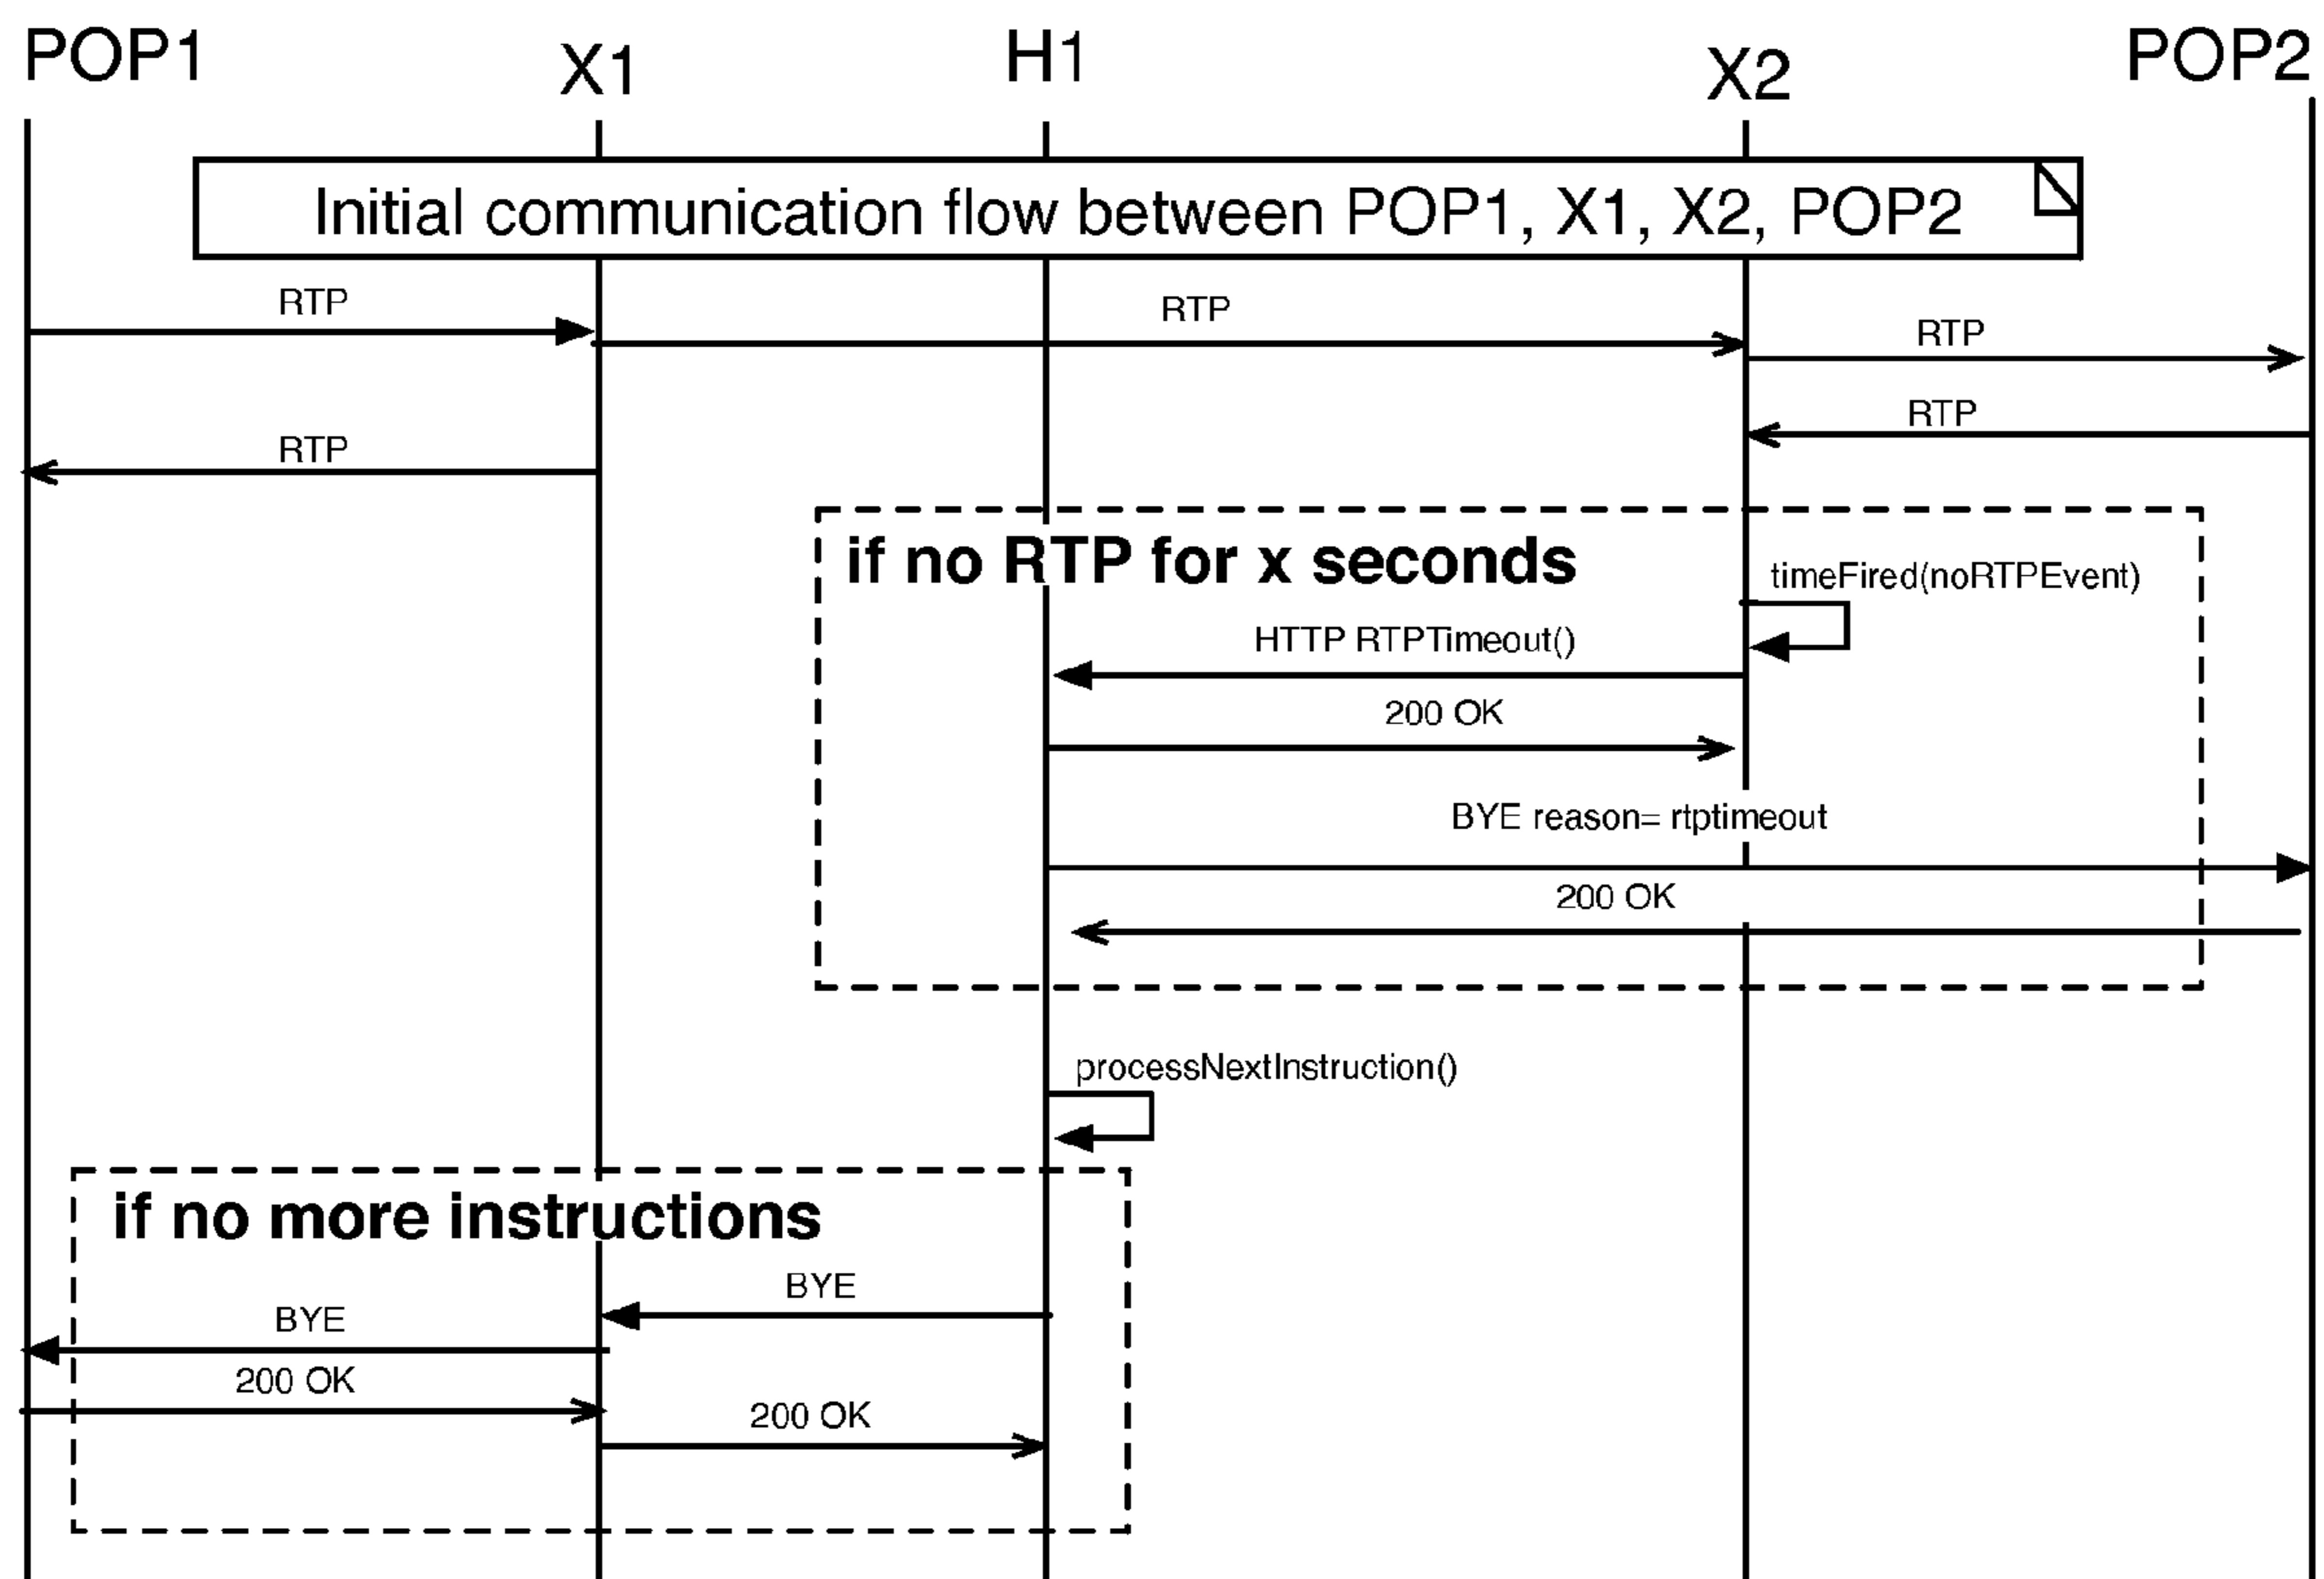 POP1
X1
H1
X2
POP2
Initial communication flow between POP1, X1, X2, POP2
RTP
RTP
RTP
RTP
RTP
if no RTP for x seconds
timeFired(noRTPEvent)
HTTP RTPTimeout()
200 OK
BYE reason= rtptimeout
200 OK
processNextInstruction()
if no more instructions
BYE
BYE
200 OK
200 OK